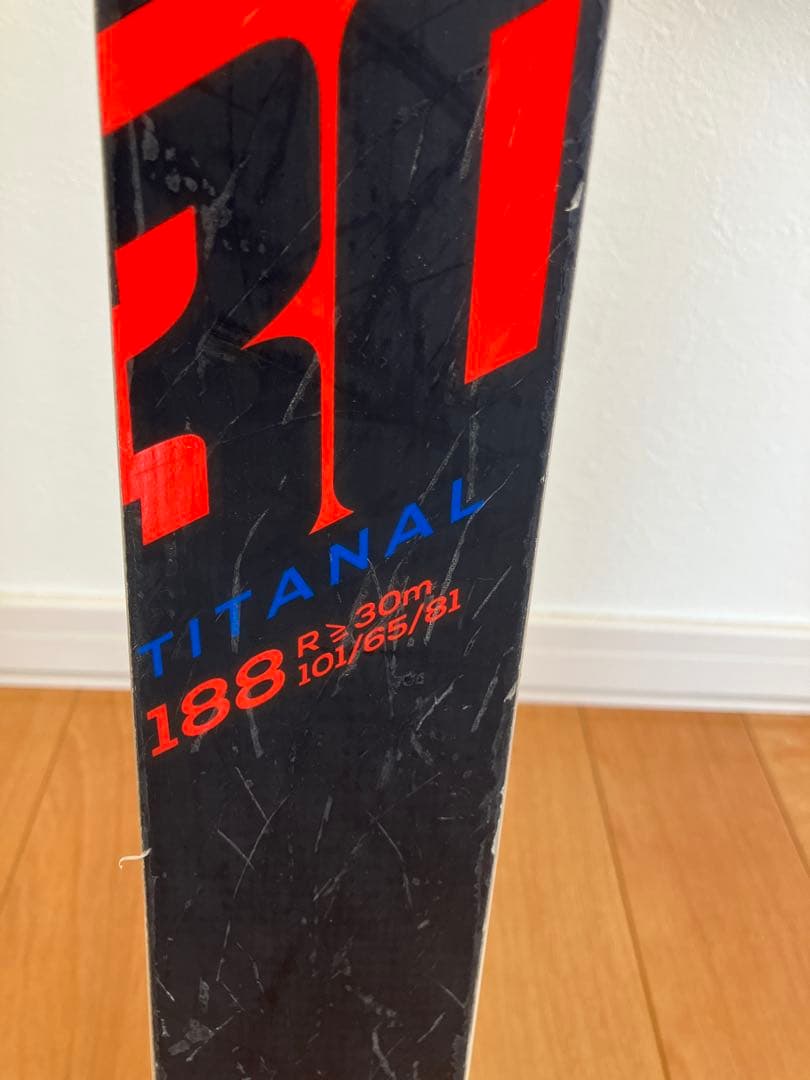 TITANAL
188
R ≥ 30m
101/65/81